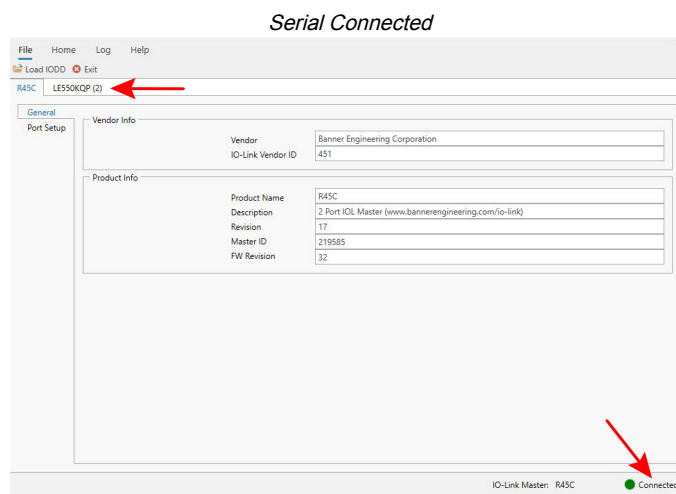 Serial Connected
File Home Log Help
Load IODD Exit
R45C LE550KQP (2)
General
Port Setup
Vendor Info
Vendor Banner Engineering Corporation
IO-Link Vendor ID 451
Product Info
Product Name R45C
Description 2 Port IOL Master (www.bannerengineering.com/io-link)
Revision 17
Master ID 219585
FW Revision 32
IO-Link Master: R45C Connected